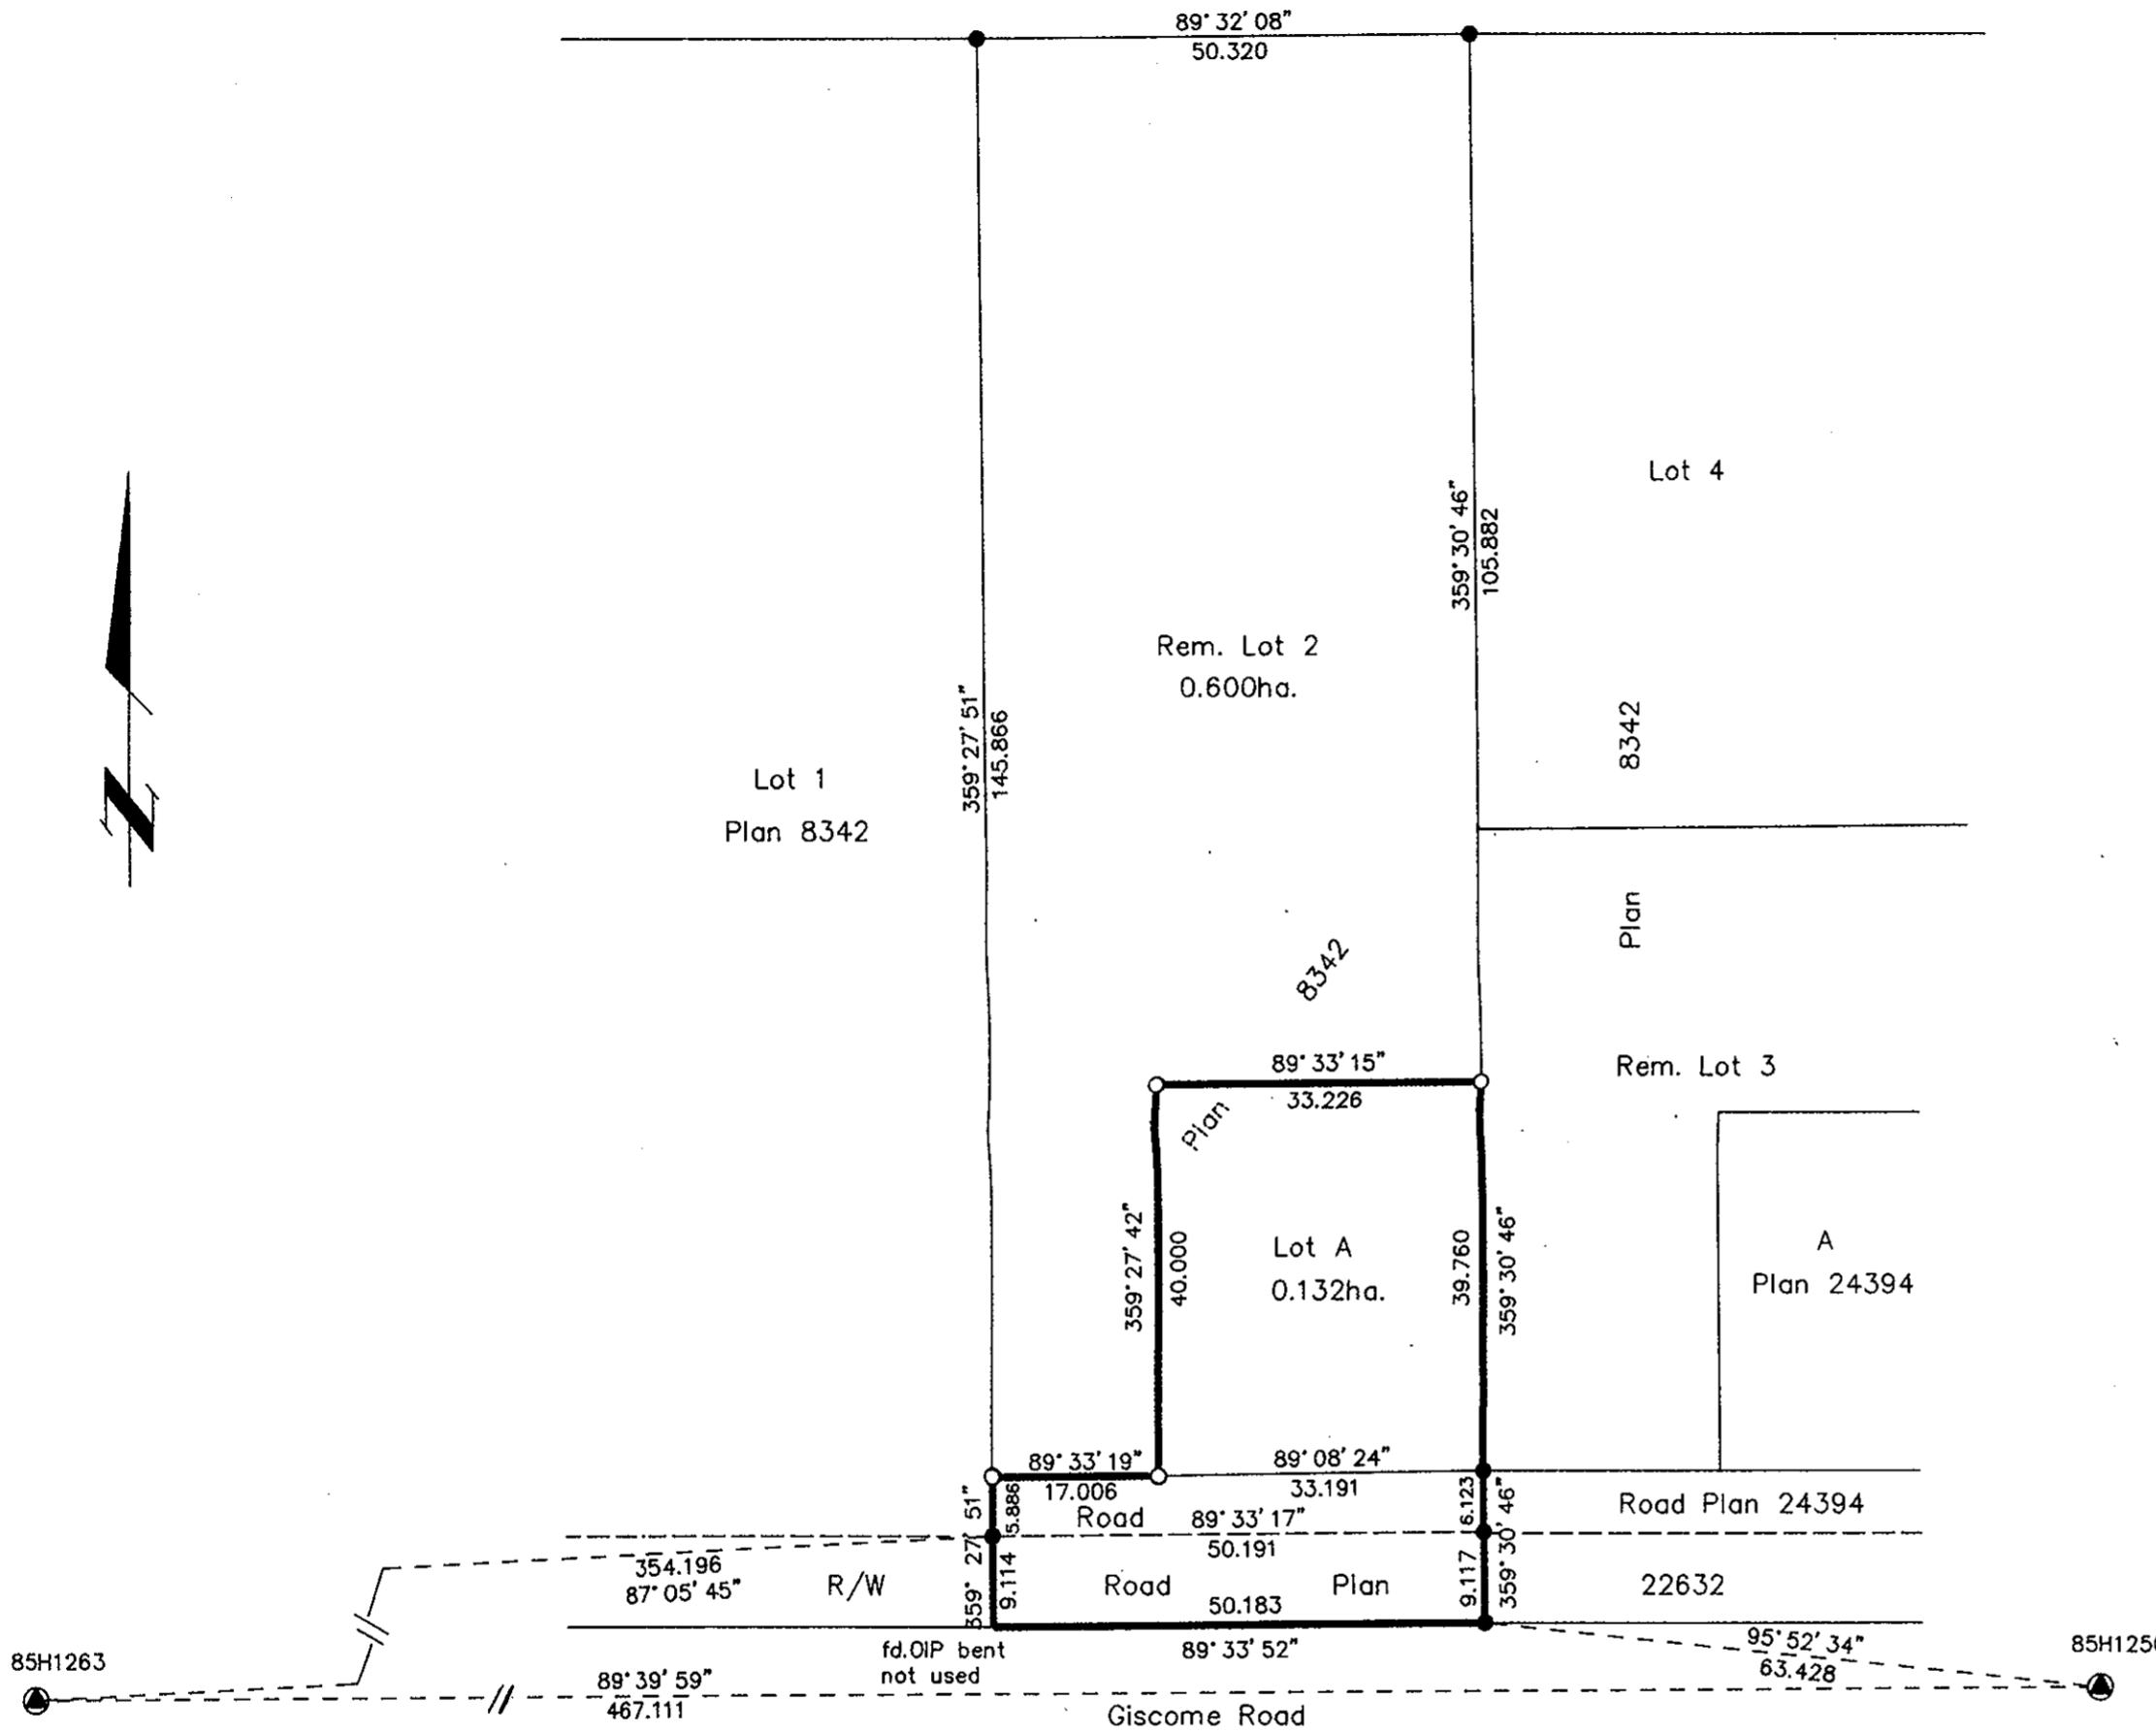 89° 32' 08"
50.320
Lot 4
359° 30' 46"
105.882
Rem. Lot 2
0.600ha.
359° 27' 51"
145.866
8342
Lot 1
Plan 8342
N
Plan
8342
Rem. Lot 3
89° 33' 15"
33.226
Plan
359° 27' 42"
40.000
Lot A
0.132ha.
39.760
359° 30' 46"
A
Plan 24394
89° 33' 19"
17.006
89° 08' 24"
33.191
359° 27' 51"
5.886
Road
89° 33' 17"
50.191
6.123
359° 30' 46"
Road Plan 24394
354.196
87° 05' 45"
R/W
9.114
Road Plan
22632
50.183
9.117
89° 33' 52"
fd.OIP bent
not used
95° 52' 34"
63.428
85H1263
85H125
89° 39' 59"
467.111
Giscome Road